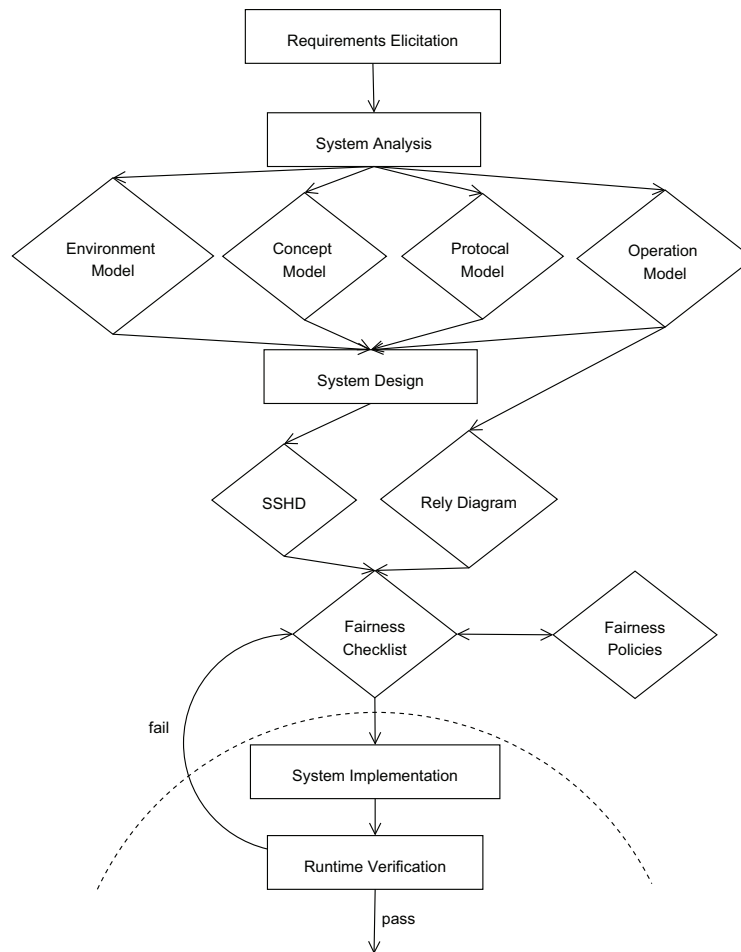 Requirements Elicitation
System Analysis
Environment
Model
Concept
Model
Protocal
Model
Operation
Model
System Design
SSHD
Rely Diagram
Fairness
Checklist
Fairness
Policies
fail
System Implementation
Runtime Verification
pass